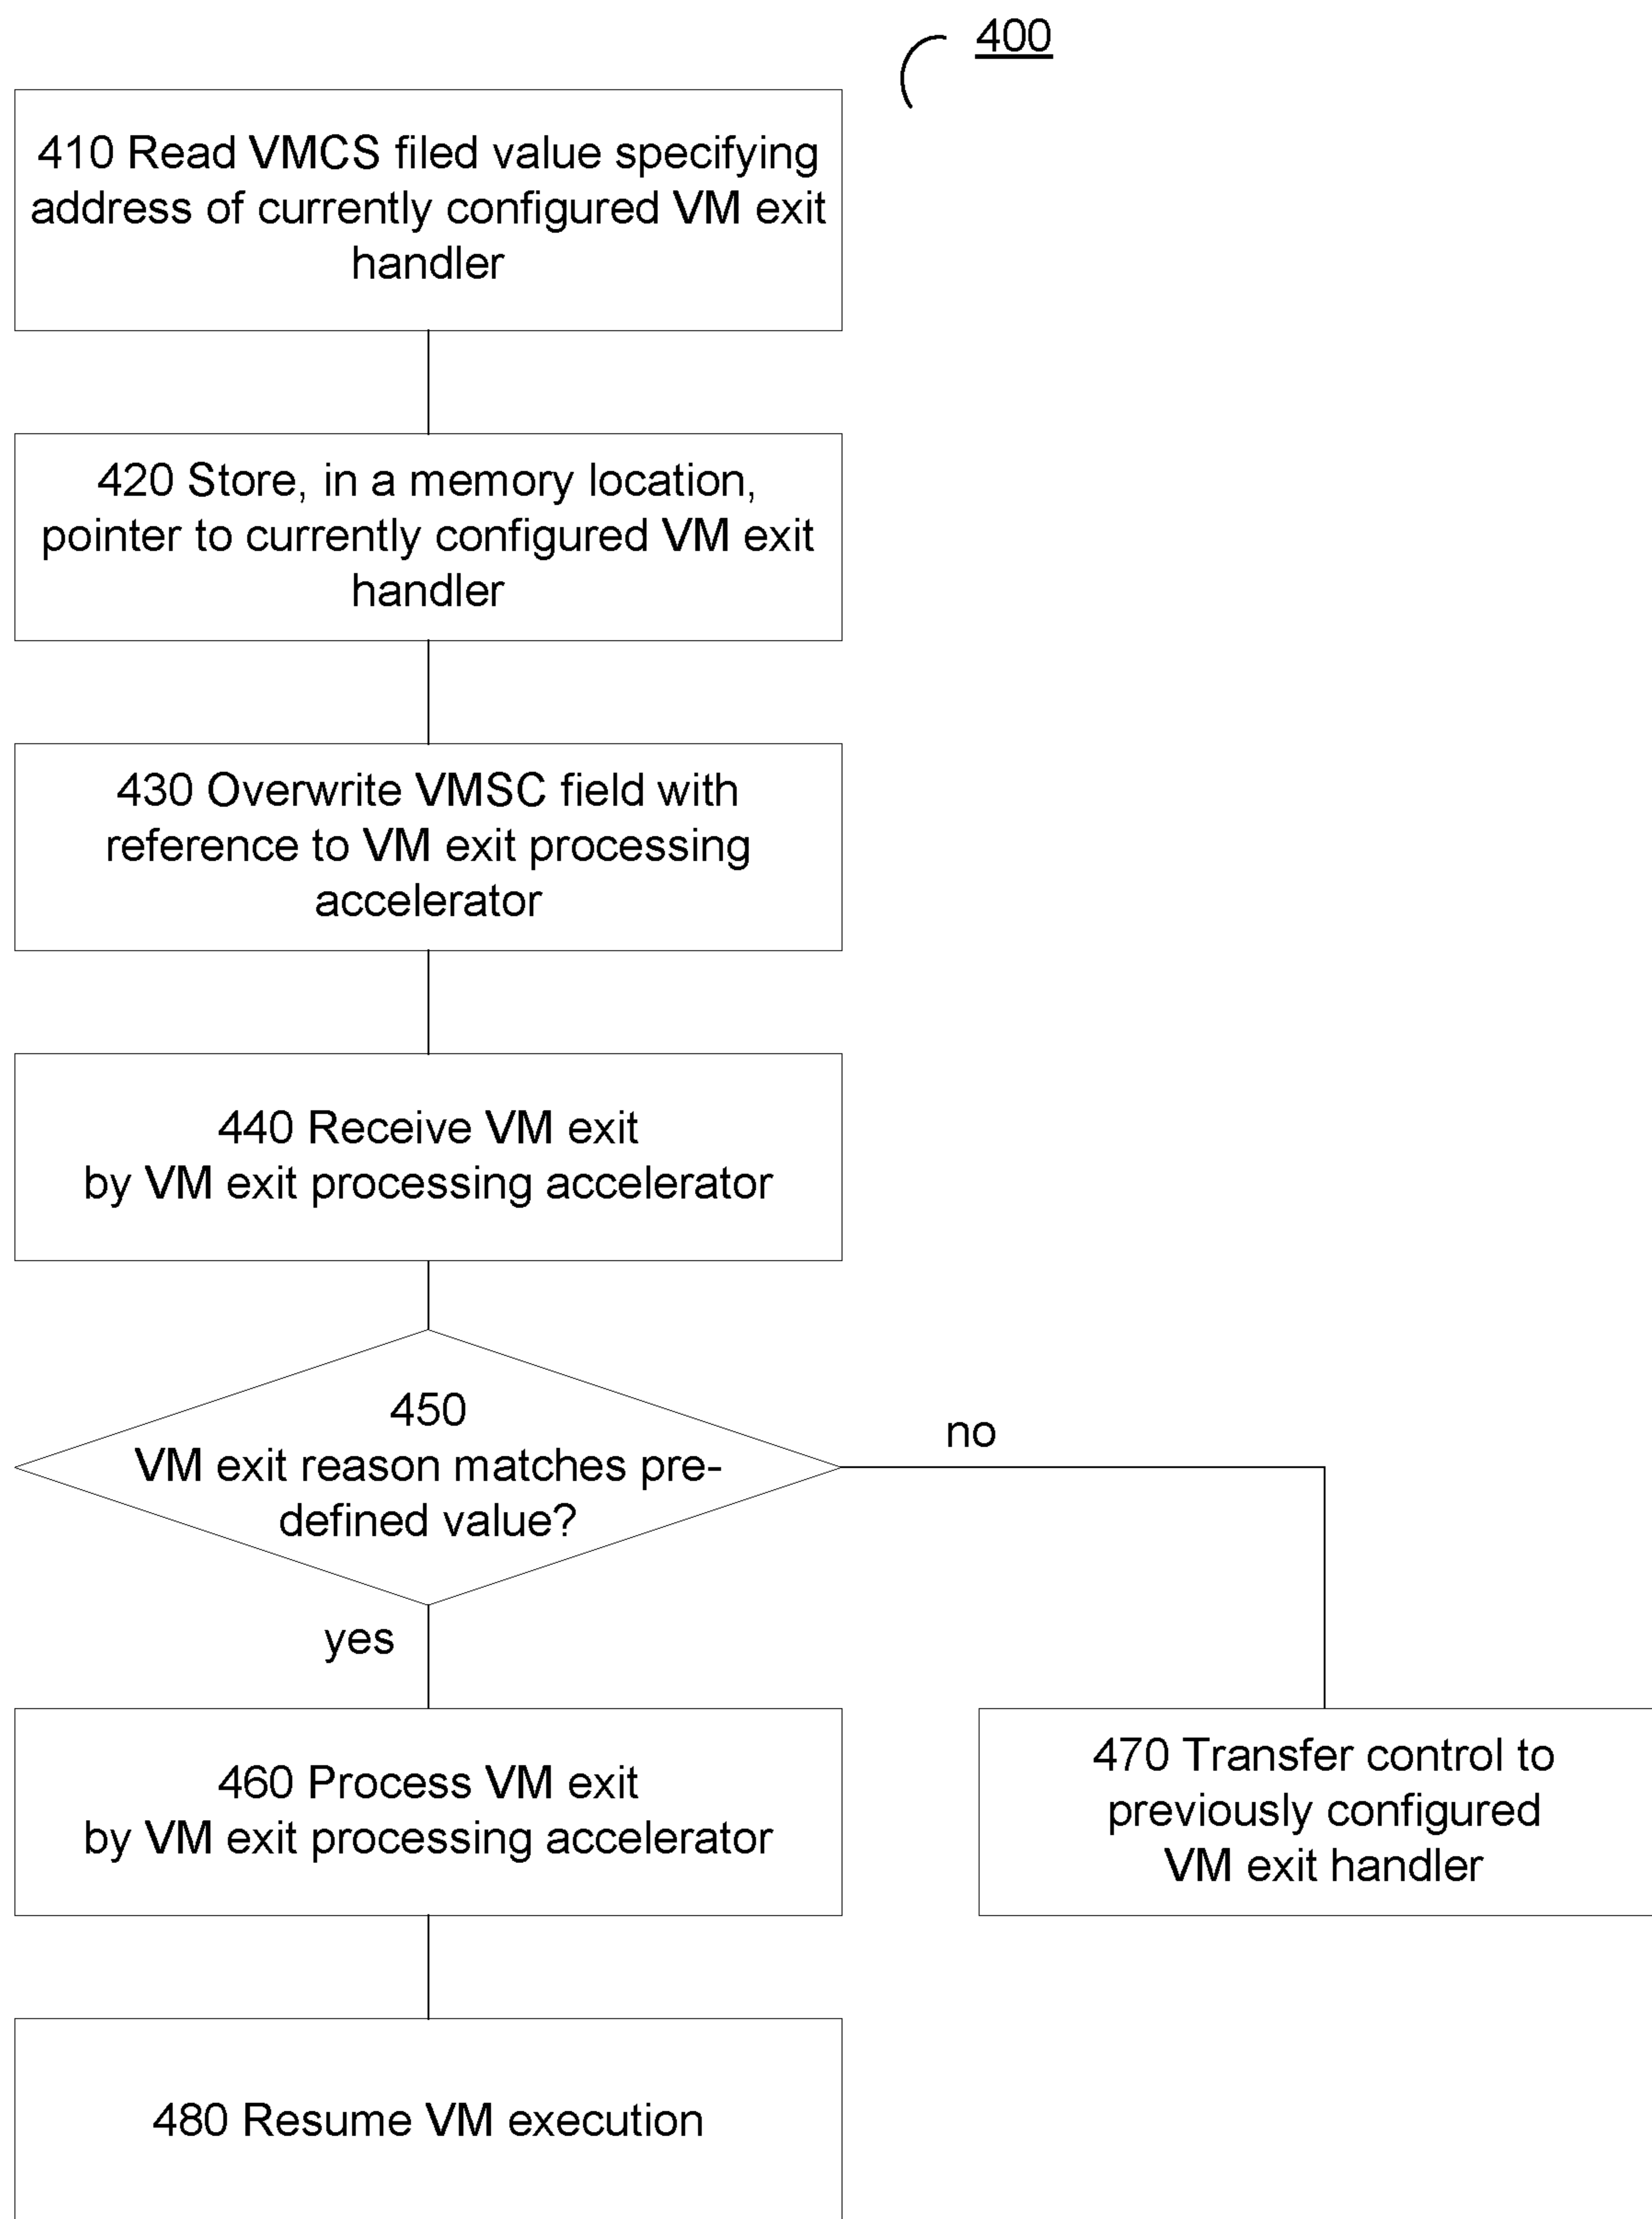 400
410 Read VMCS filed value specifying
address of currently configured VM exit
handler
420 Store, in a memory location,
pointer to currently configured VM exit
handler
430 Overwrite VMSC field with
reference to VM exit processing
accelerator
440 Receive VM exit
by VM exit processing accelerator
450
VM exit reason matches pre-
defined value?
no
yes
460 Process VM exit
by VM exit processing accelerator
470 Transfer control to
previously configured
VM exit handler
480 Resume VM execution